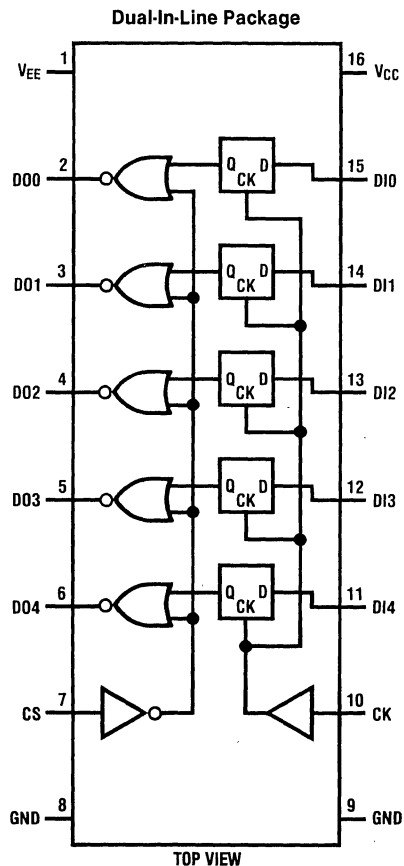 Dual-In-Line Package
1 16
VEE VCC
2 Q D 15
DO0 CK DI0
3 Q D 14
DO1 CK DI1
4 Q D 13
DO2 CK DI2
5 Q D 12
DO3 CK DI3
6 Q D 11
DO4 CK DI4
7 10
CS CK
8 9
GND GND
TOP VIEW